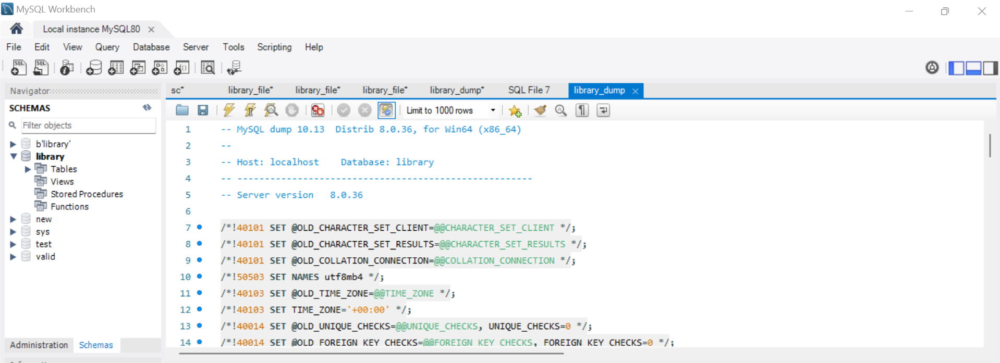 MySQL Workbench
Local instance MySQL80
File Edit View Query Database Server Tools Scripting Help
Navigator
SCHEMAS
Filter objects
b'library'
library
Tables
Views
Stored Procedures
Functions
new
sys
test
valid
Administration Schemas
sc* library_file* library_file* library_file* library_dump* SQL File 7 library_dump
Limit to 1000 rows
1 -- MySQL dump 10.13  Distrib 8.0.36, for Win64 (x86_64)
2 --
3 -- Host: localhost    Database: library
4 -- ------------------------------------------------------
5 -- Server version   8.0.36
6
7 /*!40101 SET @OLD_CHARACTER_SET_CLIENT=@@CHARACTER_SET_CLIENT */;
8 /*!40101 SET @OLD_CHARACTER_SET_RESULTS=@@CHARACTER_SET_RESULTS */;
9 /*!40101 SET @OLD_COLLATION_CONNECTION=@@COLLATION_CONNECTION */;
10 /*!50503 SET NAMES utf8mb4 */;
11 /*!40103 SET @OLD_TIME_ZONE=@@TIME_ZONE */;
12 /*!40103 SET TIME_ZONE='+00:00' */;
13 /*!40014 SET @OLD_UNIQUE_CHECKS=@@UNIQUE_CHECKS, UNIQUE_CHECKS=0 */;
14 /*!40014 SET @OLD_FOREIGN_KEY_CHECKS=@@FOREIGN_KEY_CHECKS, FOREIGN_KEY_CHECKS=0 */;